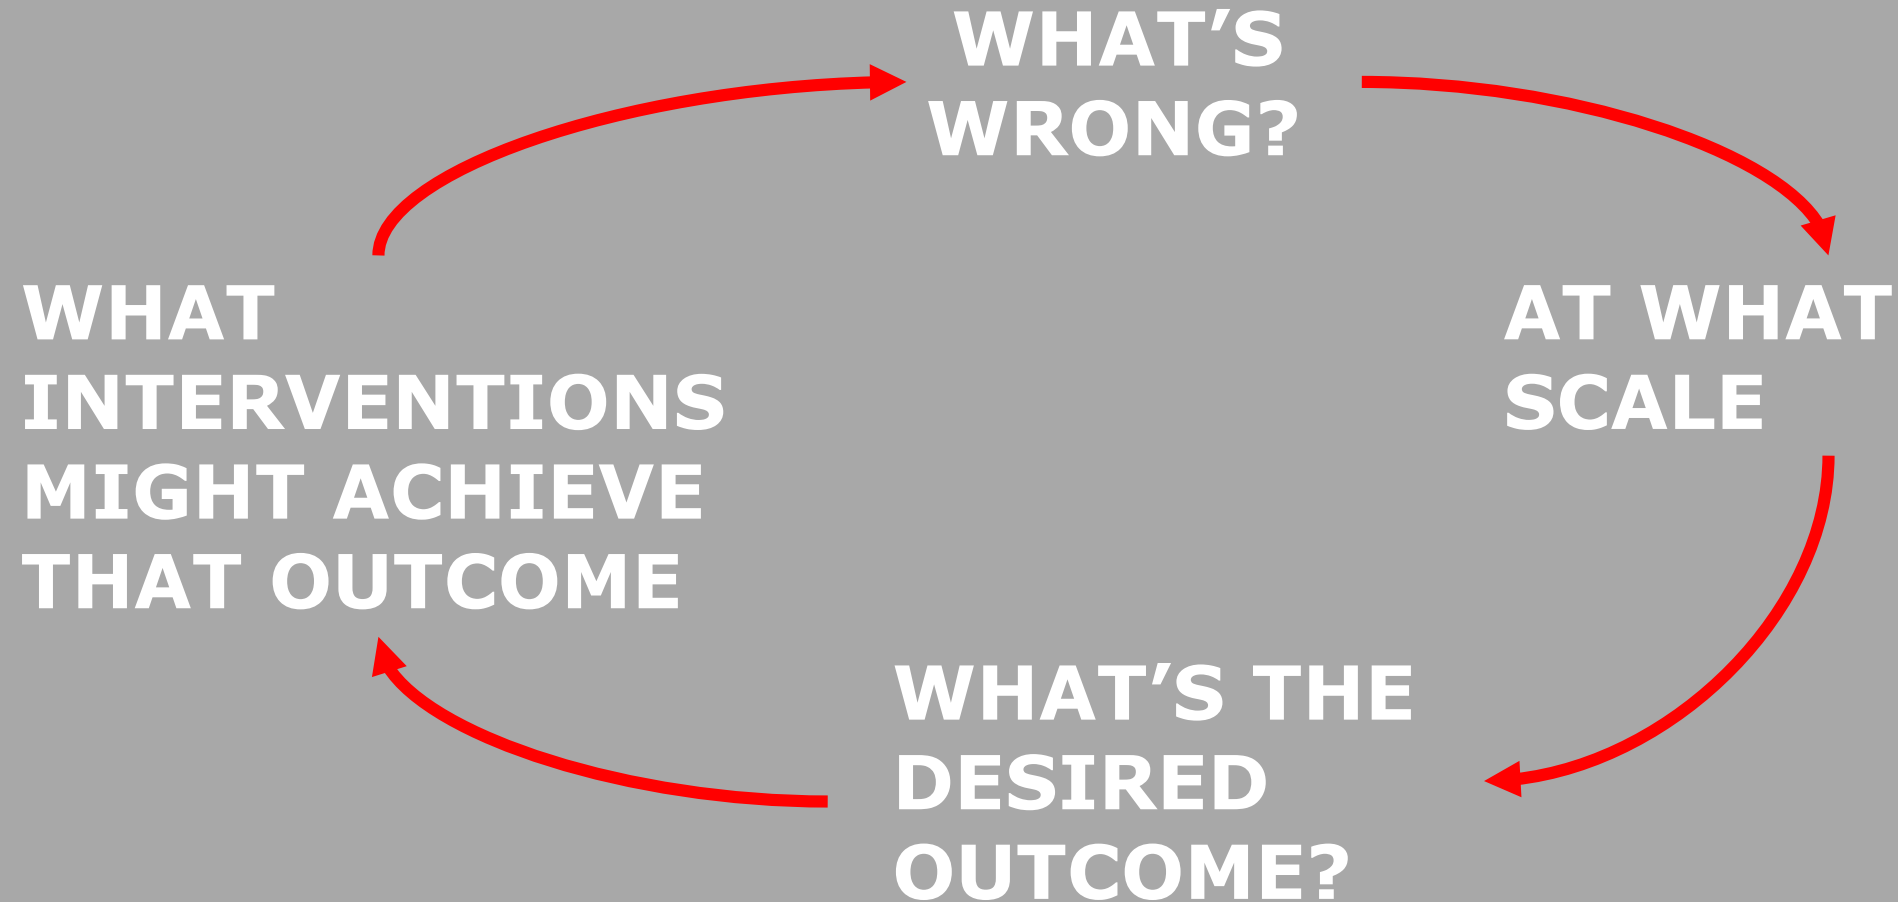 WHAT’S
WRONG?
AT WHAT
SCALE
WHAT’S THE
DESIRED
OUTCOME?
WHAT
INTERVENTIONS
MIGHT ACHIEVE
THAT OUTCOME